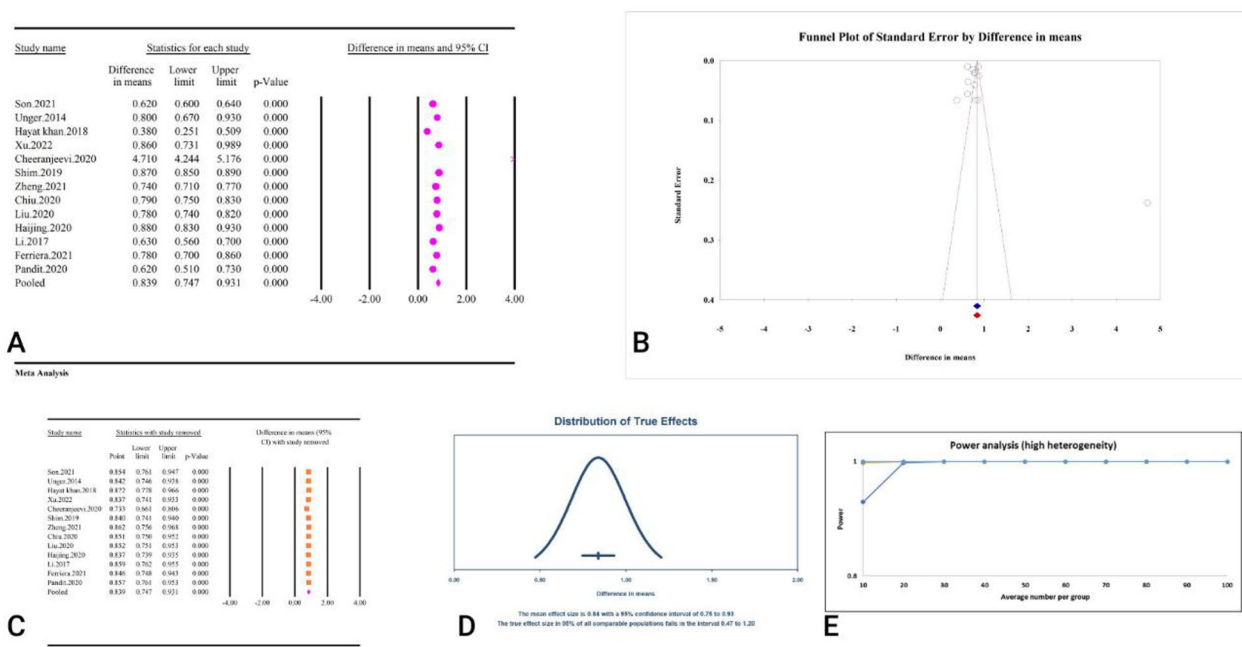 Study name Statistics for each study Difference in means and 95% CI
Difference in means Lower limit Upper limit p-Value
Son.2021 0.620 0.600 0.640 0.000
Unger.2014 0.800 0.670 0.930 0.000
Hayat khan.2018 0.380 0.251 0.509 0.000
Xu.2022 0.860 0.731 0.989 0.000
Cheeranjeevi.2020 4.710 4.244 5.176 0.000
Shim.2019 0.870 0.850 0.890 0.000
Zheng.2021 0.740 0.710 0.770 0.000
Chiu.2020 0.790 0.750 0.830 0.000
Liu.2020 0.780 0.740 0.820 0.000
Haijing.2020 0.880 0.830 0.930 0.000
Li.2017 0.630 0.560 0.700 0.000
Ferriera.2021 0.780 0.700 0.860 0.000
Pandit.2020 0.620 0.510 0.730 0.000
Pooled 0.839 0.747 0.931 0.000
-4.00 -2.00 0.00 2.00 4.00
A
Meta Analysis
Funnel Plot of Standard Error by Difference in means
Standard Error
0.0
0.1
0.2
0.3
0.4
-5 -4 -3 -2 -1 0 1 2 3 4 5
Difference in means
B
Study name Statistics with study removed Difference in means (95% CI) with study removed
Point Lower limit Upper limit p-Value
Son.2021 0.854 0.761 0.947 0.000
Unger.2014 0.842 0.746 0.938 0.000
Hayat khan.2018 0.872 0.778 0.966 0.000
Xu.2022 0.837 0.741 0.933 0.000
Cheeranjeevi.2020 0.733 0.661 0.806 0.000
Shim.2019 0.840 0.741 0.940 0.000
Zheng.2021 0.862 0.756 0.968 0.000
Chiu.2020 0.851 0.750 0.952 0.000
Liu.2020 0.852 0.751 0.953 0.000
Haijing.2020 0.837 0.739 0.935 0.000
Li.2017 0.859 0.762 0.955 0.000
Ferriera.2021 0.846 0.748 0.943 0.000
Pandit.2020 0.857 0.761 0.953 0.000
Pooled 0.839 0.747 0.931 0.000
-4.00 -2.00 0.00 2.00 4.00
C
Distribution of True Effects
0.00 0.50 1.00 1.50 2.00
Difference in means
The mean effect size is 0.84 with a 95% confidence interval of 0.75 to 0.93
The true effect size in 95% of all comparable populations falls in the interval 0.47 to 1.20
D
Power analysis (high heterogeneity)
Power
1
0.8
10 20 30 40 50 60 70 80 90 100
Average number per group
E